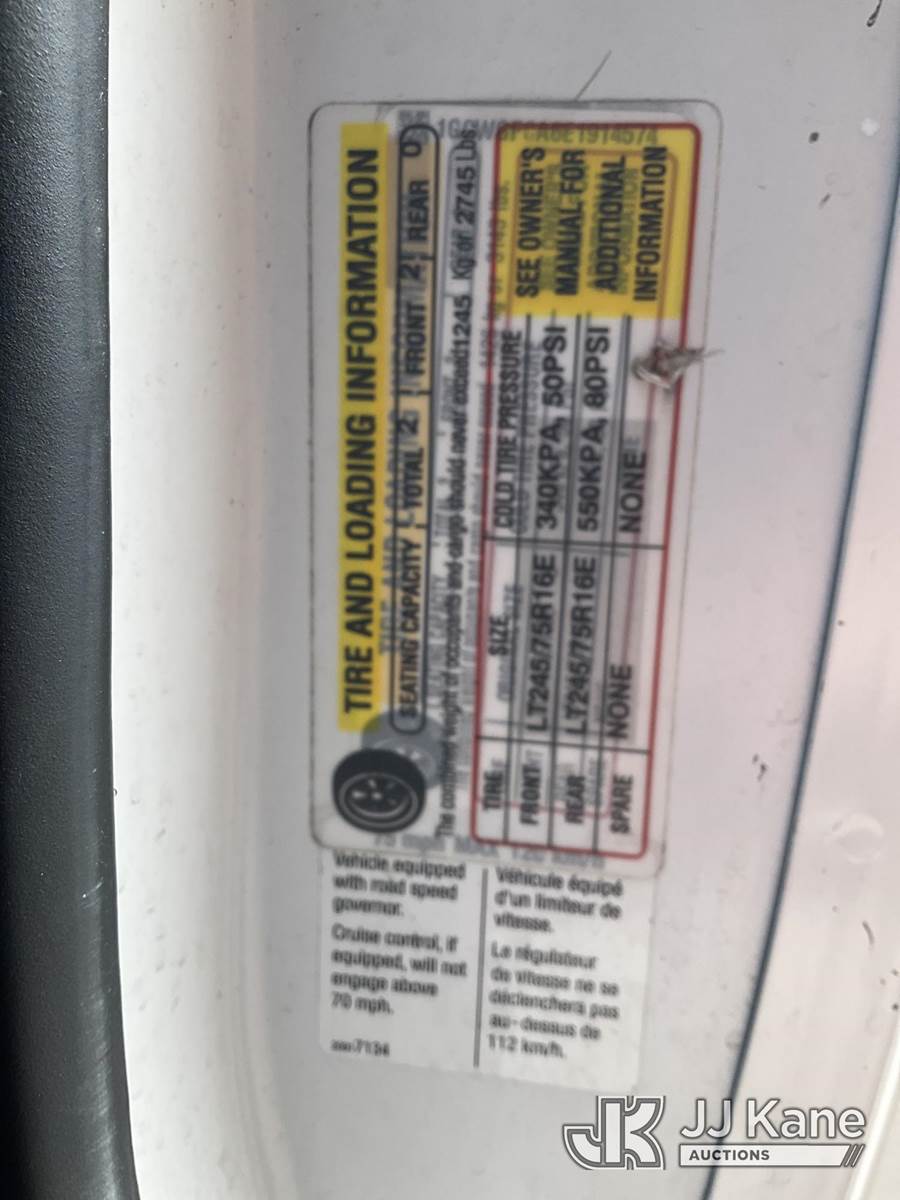 TIRE AND LOADING INFORMATION
SEATING CAPACITY TOTAL 2 FRONT 2 REAR 0
The combined weight of occupants and cargo should never exceed 1245 Kg or 2745 Lbs.
TIRE SIZE COLD TIRE PRESSURE
FRONT LT245/75R16E 340KPA, 50PSI
REAR LT245/75R16E 550KPA, 80PSI
SPARE NONE NONE
SEE OWNER'S
MANUAL FOR
ADDITIONAL
INFORMATION
Vehicle equipped
with road speed
governor.
Cruise control, if
equipped, will not
engage above
70 mph.
Véhicule équipé
d'un limiteur de
vitesse.
Le régulateur
de vitesse ne se
déclenchera pas
au-dessus de
112 km/h.
JK JJ Kane
AUCTIONS